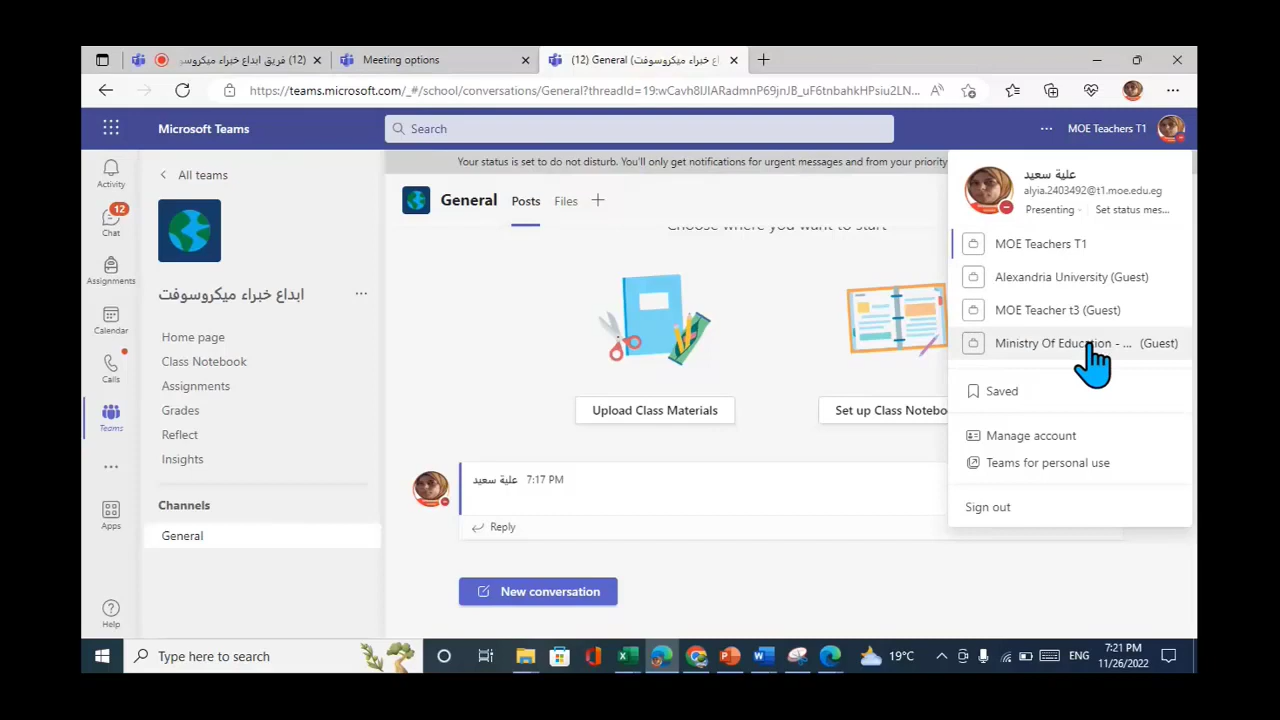 (12) فريق ابداع خبراء ميكروسو
Meeting options
(12) General (ابداع خبراء ميكروسوفت)
https://teams.microsoft.com/_#/school/conversations/General?threadId=19:wCavh8IJIARadmnP69jnJB_uF6tnbahkHPsiu2LN...
Microsoft Teams
Search
MOE Teachers T1
Activity
12
Chat
Assignments
Calendar
Calls
Teams
Apps
Help
All teams
ابداع خبراء ميكروسوفت
Home page
Class Notebook
Assignments
Grades
Reflect
Insights
Channels
General
Your status is set to do not disturb. You'll only get notifications for urgent messages and from your priority
General
Posts
Files
Choose where you want to start
Upload Class Materials
Set up Class Notebo
علية سعيد 7:17 PM
Reply
New conversation
علية سعيد
alyia.2403492@t1.moe.edu.eg
Presenting
Set status mes...
MOE Teachers T1
Alexandria University (Guest)
MOE Teacher t3 (Guest)
Ministry Of Education - ... (Guest)
Saved
Manage account
Teams for personal use
Sign out
Type here to search
19°C
ENG
7:21 PM
11/26/2022